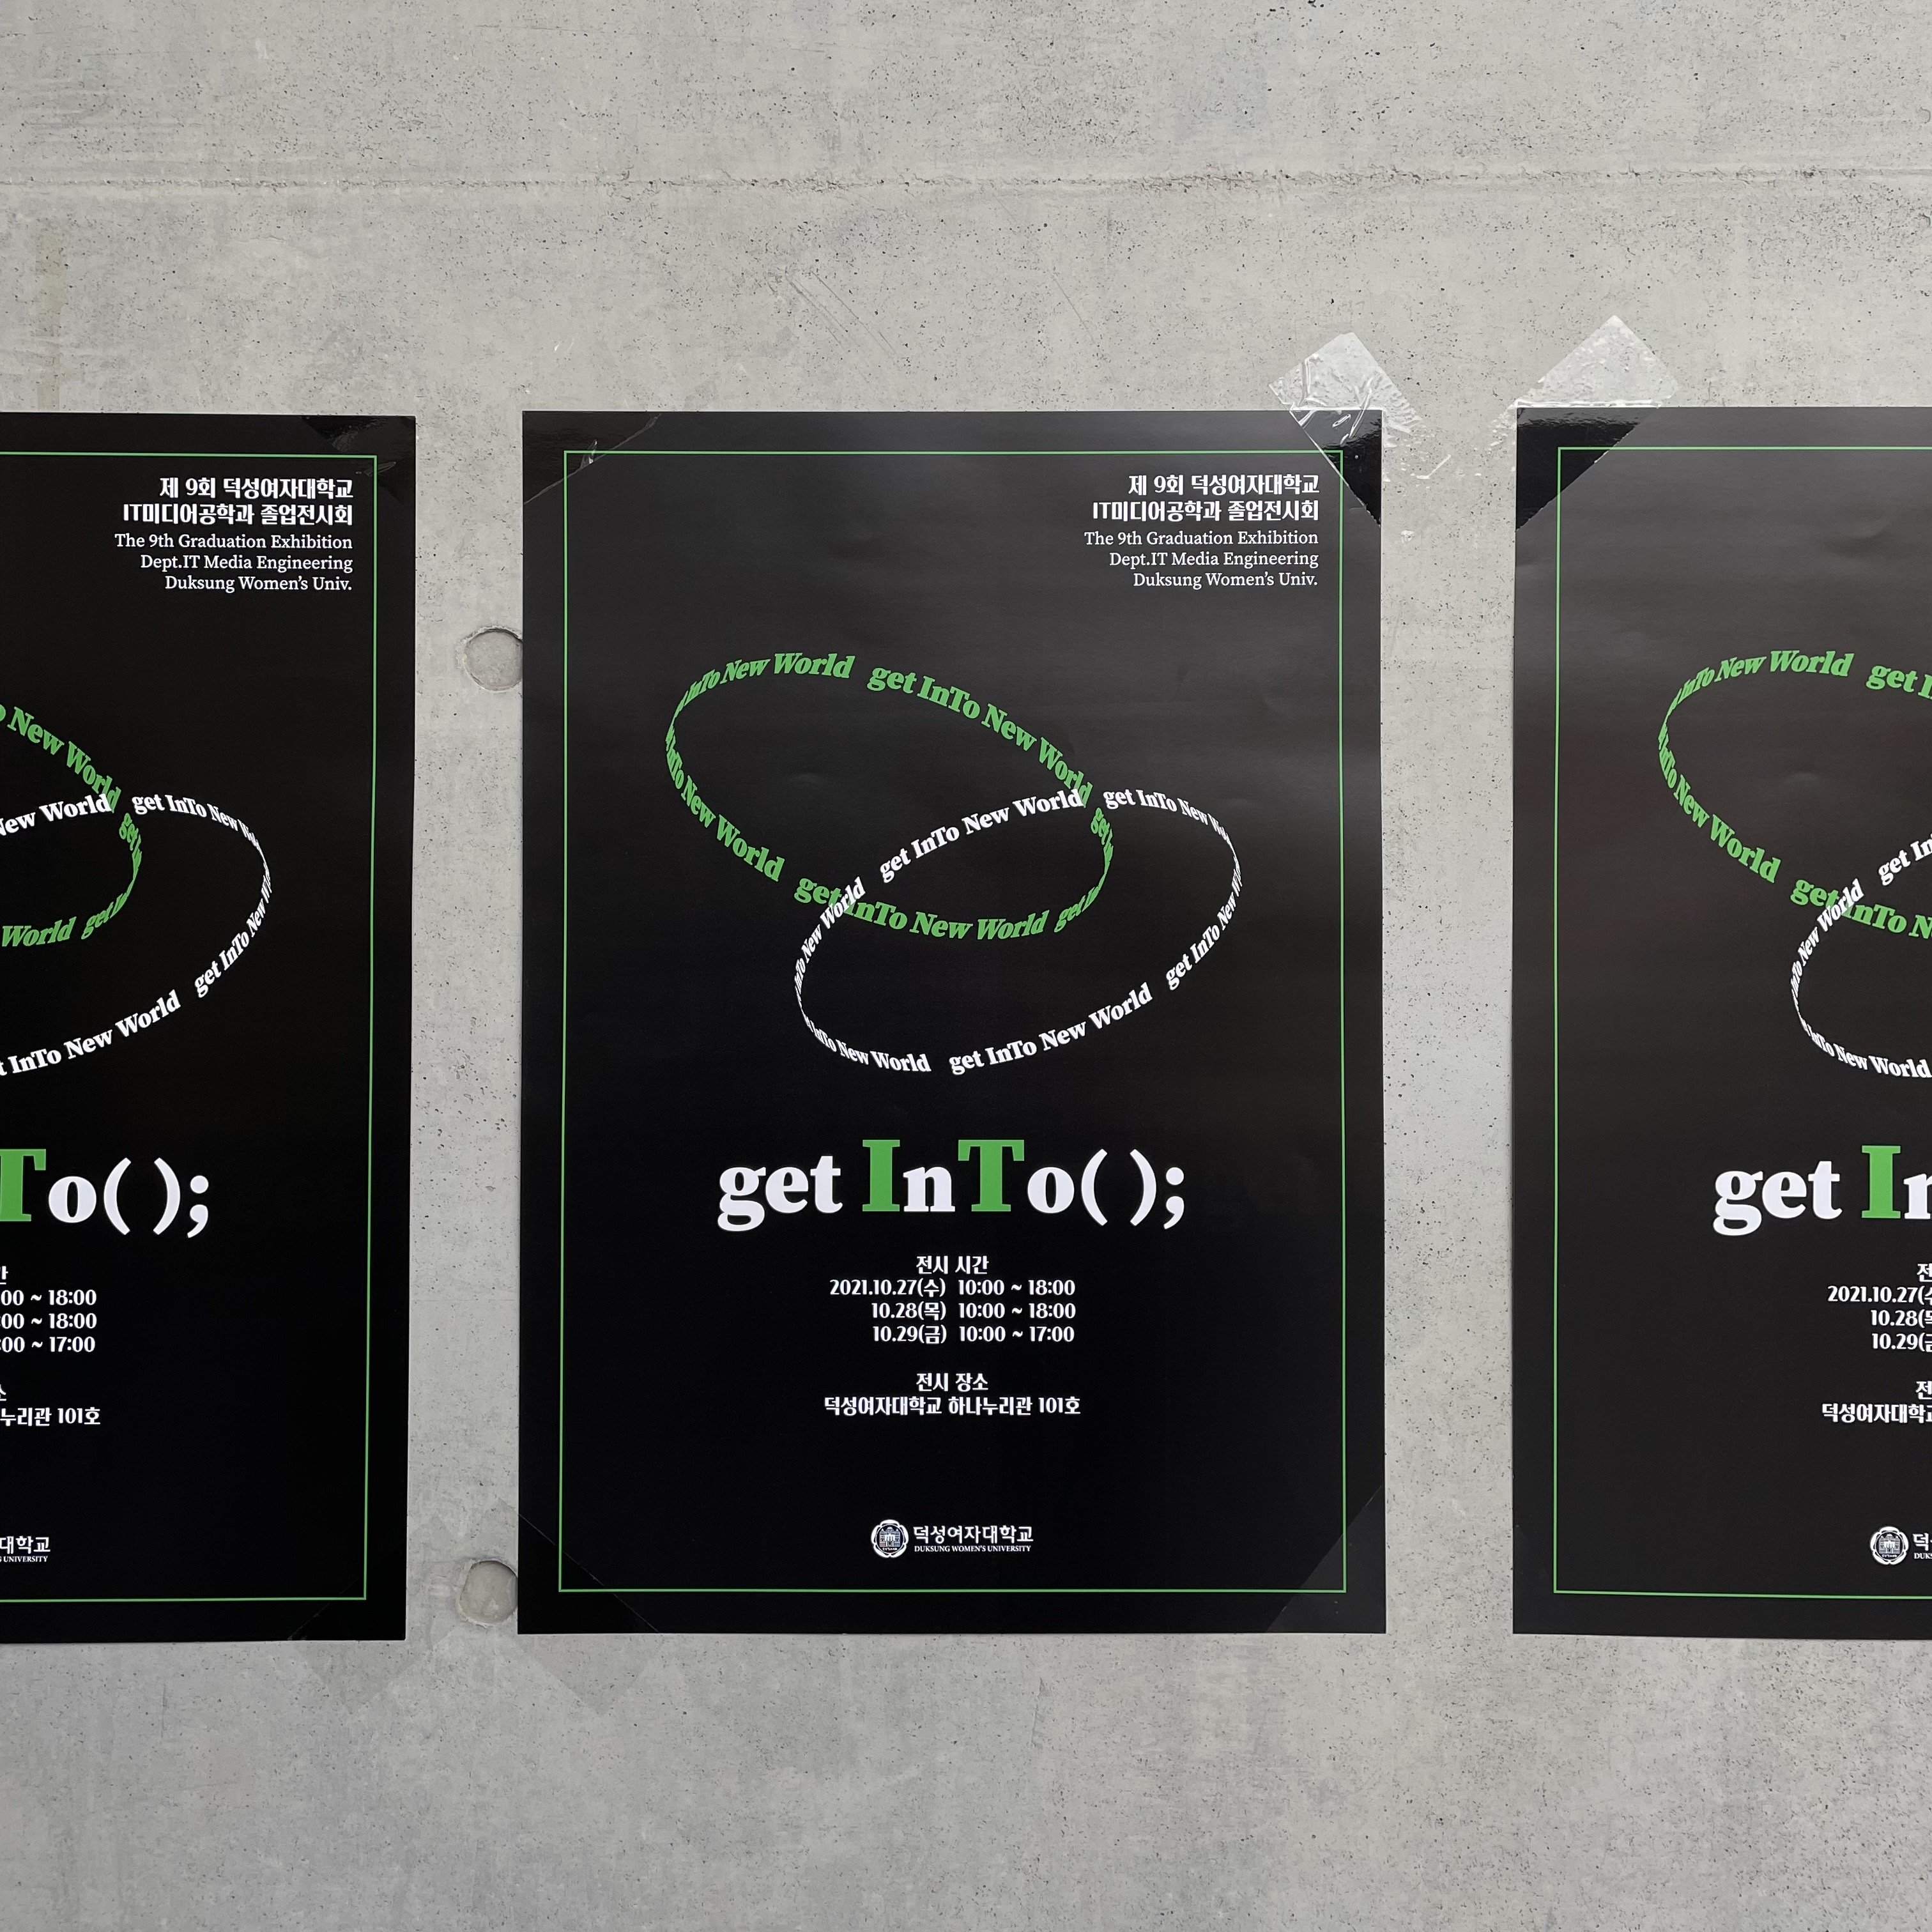 제 9회 덕성여자대학교
IT미디어공학과 졸업전시회
The 9th Graduation Exhibition
Dept.IT Media Engineering
Duksung Women's Univ.
New World
get InTo New World
World
get
InTo New World
get InTo New World
get InTo();
To();
00 ~ 18:00
00 ~ 18:00
00 ~ 17:00
누리관 101호
대학교
UNIVERSITY
제 9회 덕성여자대학교
IT미디어공학과 졸업전시회
The 9th Graduation Exhibition
Dept.IT Media Engineering
Duksung Women's Univ.
InTo New World get InTo New World
InTo New World get InTo New World
get InTo New World get InTo New World
InTo New World get InTo New World
InTo New World get InTo New World
get InTo( );
전시 시간
2021.10.27(수) 10:00 ~ 18:00
10.28(목) 10:00 ~ 18:00
10.29(금) 10:00 ~ 17:00
전시 장소
덕성여자대학교 하나누리관 101호
덕성여자대학교
DUKSUNG WOMEN'S UNIVERSITY
InTo New World get I
InTo New World
get InTo
get In
InTo New World
InTo New World
get In
2021.10.27(
10.28(
10.29(
덕성여자대학교